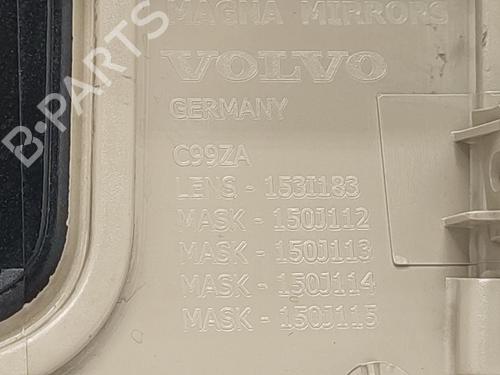 MAGNA MIRRORS
VOLVO
GERMANY
C99ZA
LENS - 153I183
MASK - 150J112
MASK - 150J113
MASK - 150J114
MASK - 150J115
B-PARTS